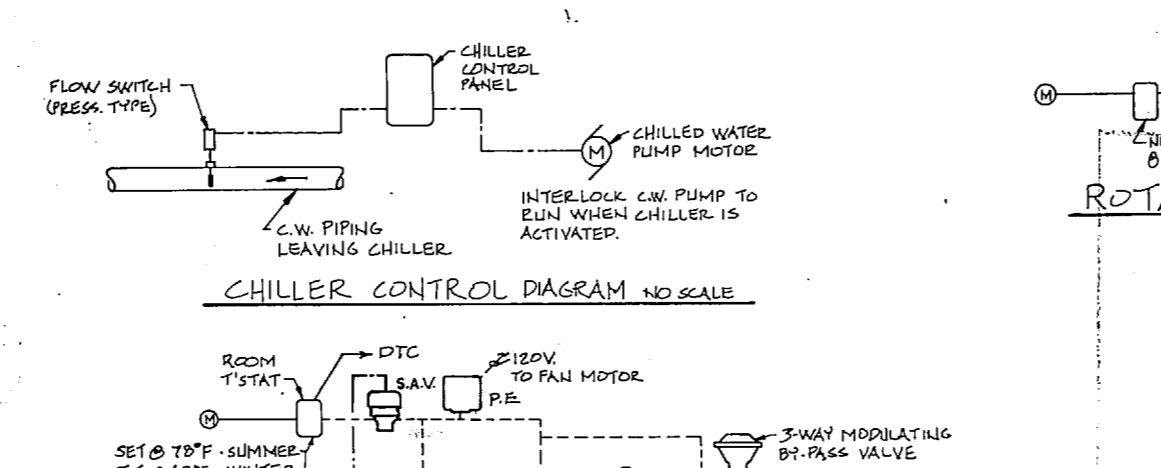 CHILLER
CONTROL
PANEL
FLOW SWITCH
(PRESS. TYPE)
M
CHILLED WATER
PUMP MOTOR
INTERLOCK C.W. PUMP TO
RUN WHEN CHILLER IS
ACTIVATED.
C.W. PIPING
LEAVING CHILLER
CHILLER CONTROL DIAGRAM NO SCALE
M
ROOM
T'STAT
DTC
S.A.V.
120V.
TO FAN MOTOR
P.E
M
SET @ 78°F - SUMMER
3-WAY MODULATING
BY-PASS VALVE